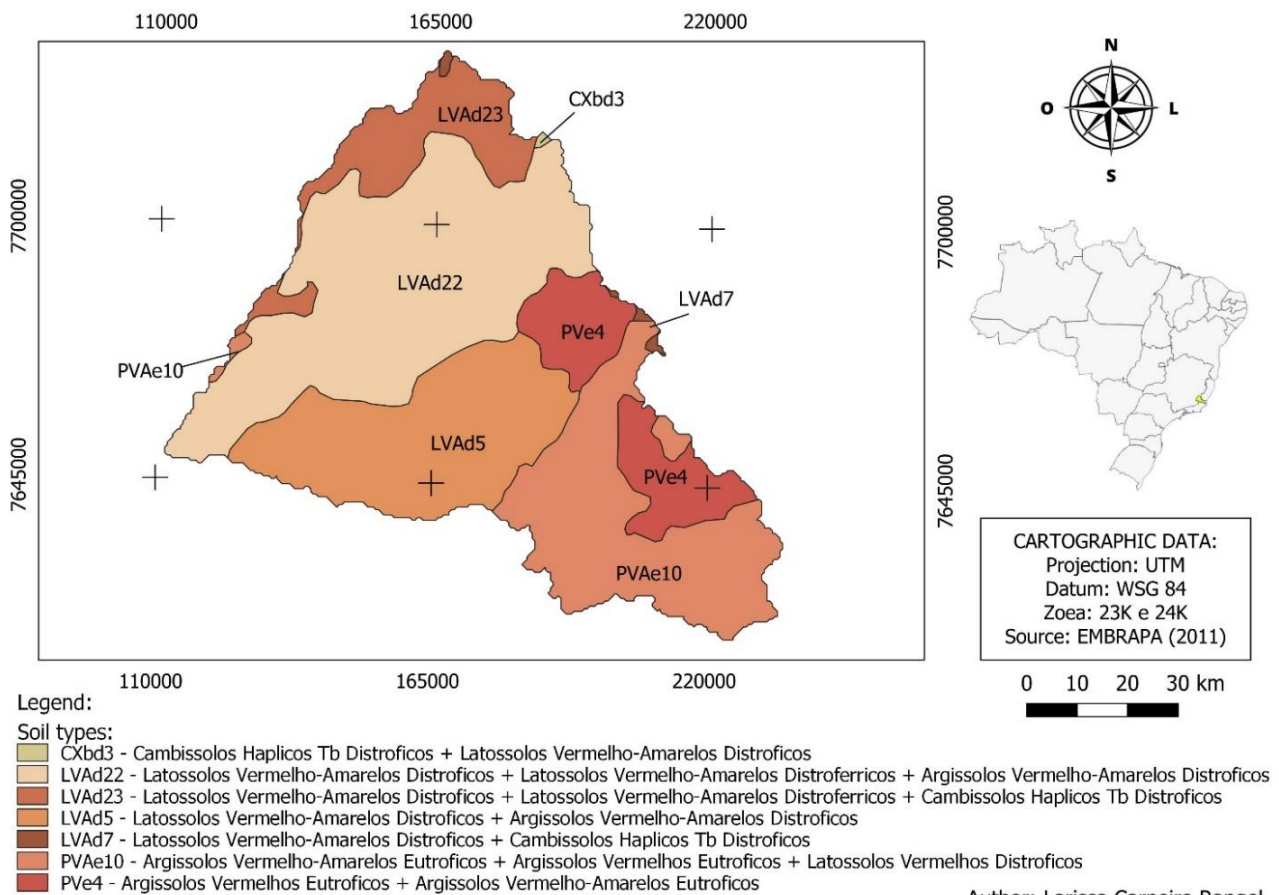 110000 165000 220000
N
O L
S
CXbd3
LVAd23
7700000
7700000
LVAd22
LVAd7
PVe4
PVAe10
LVAd5
PVe4
7645000
7645000
PVAe10
CARTOGRAPHIC DATA:
Projection: UTM
Datum: WSG 84
Zoea: 23K e 24K
Source: EMBRAPA (2011)
110000 165000 220000
0 10 20 30 km
Legend:
Soil types:
CXbd3 - Cambissolos Haplicos Tb Distroficos + Latossolos Vermelho-Amarelos Distroficos
LVAd22 - Latossolos Vermelho-Amarelos Distroficos + Latossolos Vermelho-Amarelos Distroferricos + Argissolos Vermelho-Amarelos Distroficos
LVAd23 - Latossolos Vermelho-Amarelos Distroficos + Latossolos Vermelho-Amarelos Distroferricos + Cambissolos Haplicos Tb Distroficos
LVAd5 - Latossolos Vermelho-Amarelos Distroficos + Argissolos Vermelho-Amarelos Distroficos
LVAd7 - Latossolos Vermelho-Amarelos Distroficos + Cambissolos Haplicos Tb Distroficos
PVAe10 - Argissolos Vermelho-Amarelos Eutroficos + Argissolos Vermelhos Eutroficos + Latossolos Vermelhos Distroficos
PVe4 - Argissolos Vermelhos Eutroficos + Argissolos Vermelho-Amarelos Eutroficos